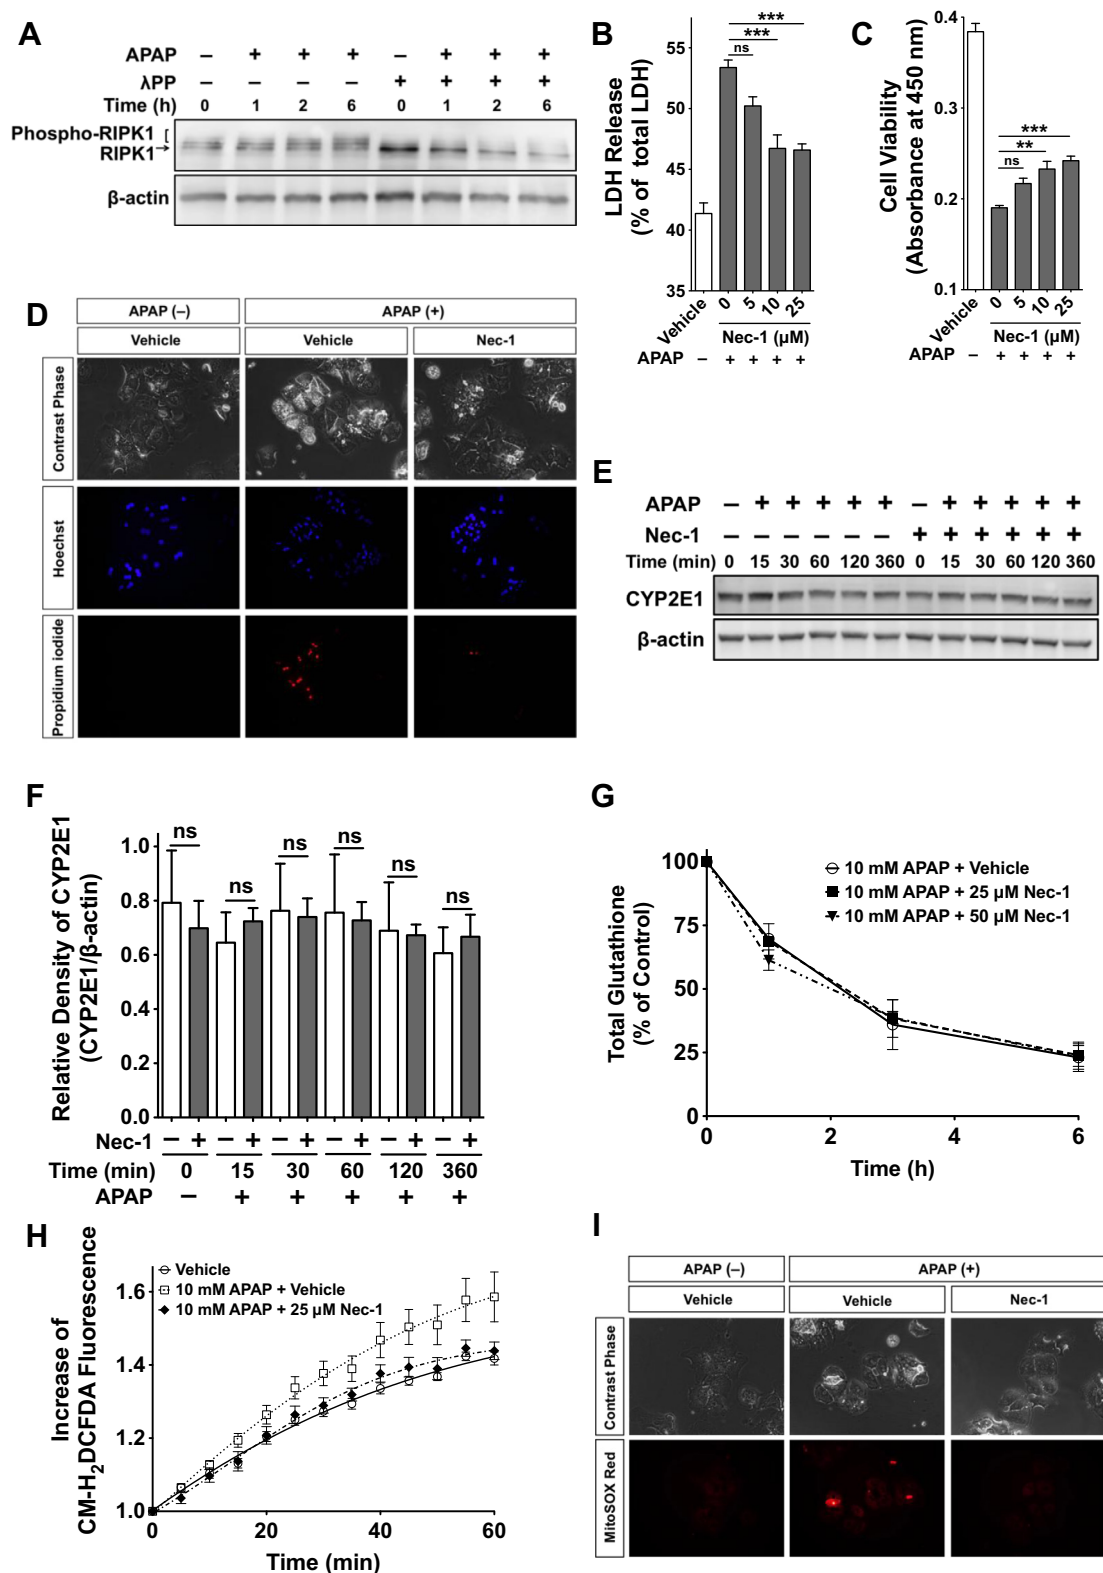 A
APAP – + + + – + + +
λPP – – – – + + + +
Time (h) 0 1 2 6 0 1 2 6
Phospho-RIPK1
RIPK1
β-actin
B
LDH Release
(% of total LDH)
55
50
45
40
35
***
***
ns
Vehicle 0 5 10 25
Nec-1 (µM)
APAP – + + + +
C
Cell Viability
(Absorbance at 450 nm)
0.4
0.3
0.2
0.1
***
**
ns
Vehicle 0 5 10 25
Nec-1 (µM)
APAP – + + + +
D
APAP (–) APAP (+)
Vehicle Vehicle Nec-1
Contrast Phase
Hoechst
Propidium iodide
E
APAP – + + + + + – + + + + +
Nec-1 – – – – – – + + + + + +
Time (min) 0 15 30 60 120 360 0 15 30 60 120 360
CYP2E1
β-actin
F
Relative Density of CYP2E1
(CYP2E1/β-actin)
1.0
0.8
0.6
0.4
0.2
0.0
ns ns ns ns ns ns
Nec-1 – + – + – + – + – + – +
Time (min) 0 15 30 60 120 360
APAP – + + + + +
G
Total Glutathione
(% of Control)
100
75
50
25
0
10 mM APAP + Vehicle
10 mM APAP + 25 µM Nec-1
10 mM APAP + 50 µM Nec-1
0 2 4 6
Time (h)
H
Increase of
CM-H₂DCFDA Fluorescence
1.6
1.4
1.2
1.0
Vehicle
10 mM APAP + Vehicle
10 mM APAP + 25 µM Nec-1
0 20 40 60
Time (min)
I
APAP (–) APAP (+)
Vehicle Vehicle Nec-1
Contrast Phase
MitoSOX Red